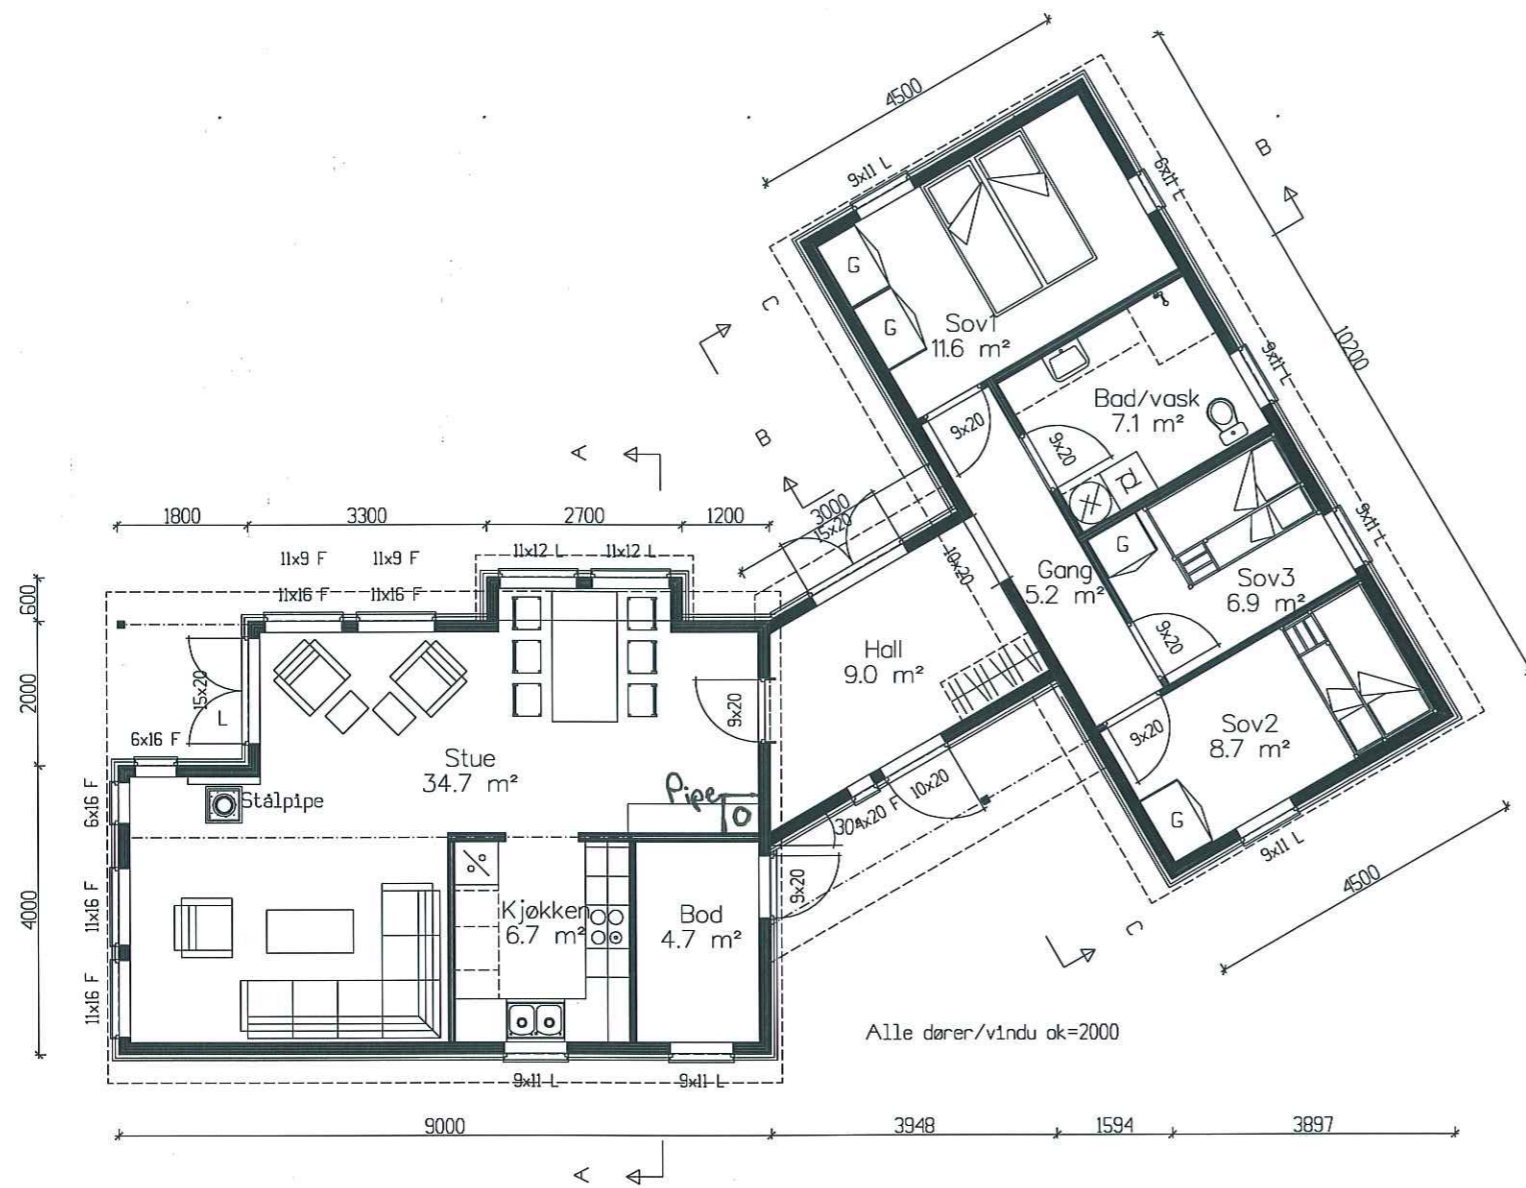 4500
B
9x11 L
6x11 L
G
G
C
Sov1
11.6 m²
10200
9x11 L
Bad/vask
7.1 m²
9x20
9x20
A
B
3000
15x20
1800
3300
2700
1200
11x9 F
11x9 F
11x12 L
11x12 L
11x16 F
11x16 F
10x20
G
9x11 L
Gang
5.2 m²
Sov3
6.9 m²
600
2000
4000
15x20
L
6x16 F
Hall
9.0 m²
9x20
9x20
Stue
34.7 m²
Sov2
8.7 m²
9x20
6x16 F
Stålpipe
Pipe
10x20
4x20 F
G
9x11 L
4500
11x16 F
Kjøkken
6.7 m²
Bod
4.7 m²
9x20
C
11x16 F
Alle dører/vindu ok=2000
9x11 L
9x11 L
9000
3948
1594
3897
A